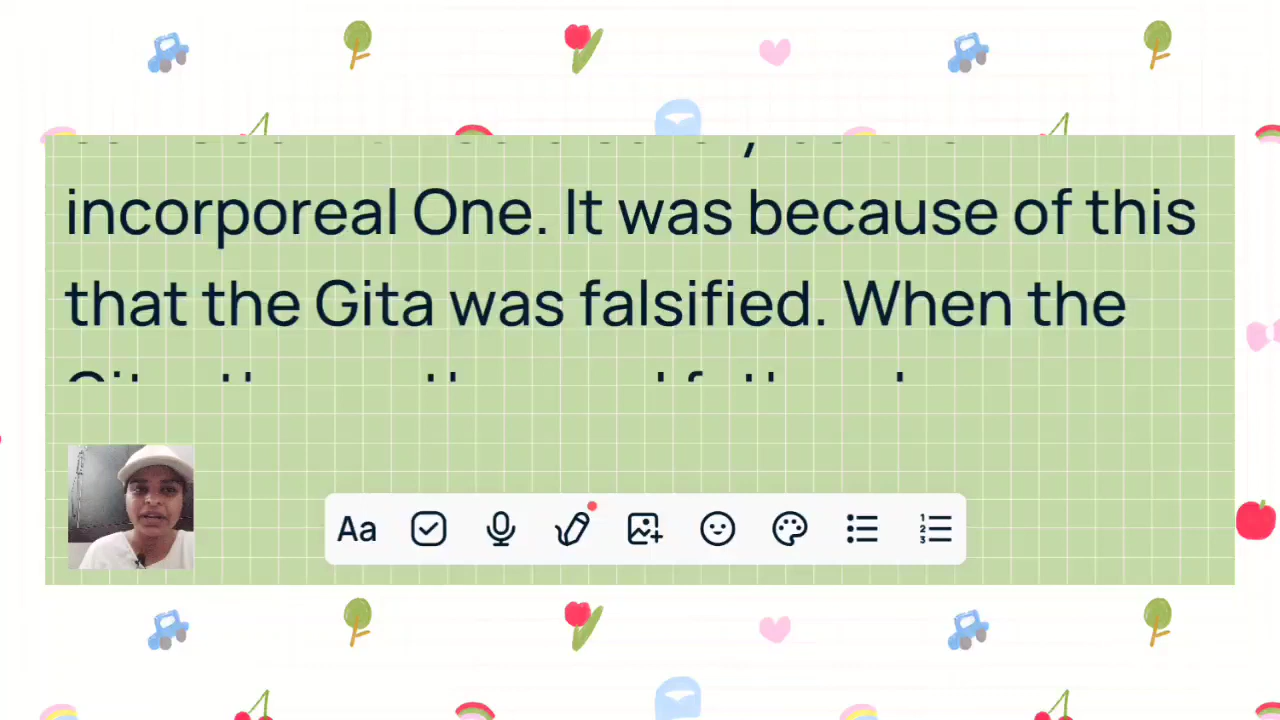 incorporeal One. It was because of this
that the Gita was falsified. When the
Aa